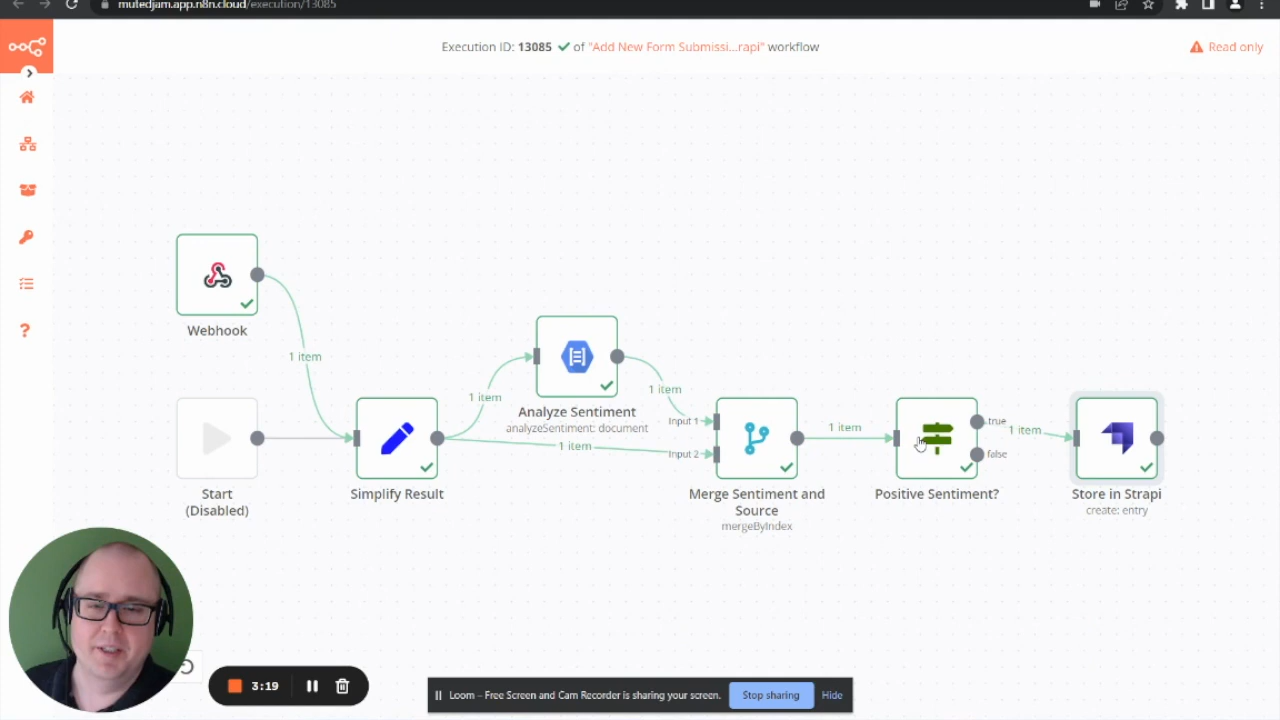 mutedjam.app.n8n.cloud/execution/13085
Execution ID: 13085 of "Add New Form Submissi...rapi" workflow
Read only
Webhook
1 item
Start
(Disabled)
Simplify Result
1 item
1 item
Analyze Sentiment
analyzeSentiment: document
1 item
Input 1
Input 2
Merge Sentiment and
Source
mergeByIndex
1 item
true
false
Positive Sentiment?
1 item
Store in Strapi
create: entry
3:19
Loom – Free Screen and Cam Recorder is sharing your screen.
Stop sharing
Hide